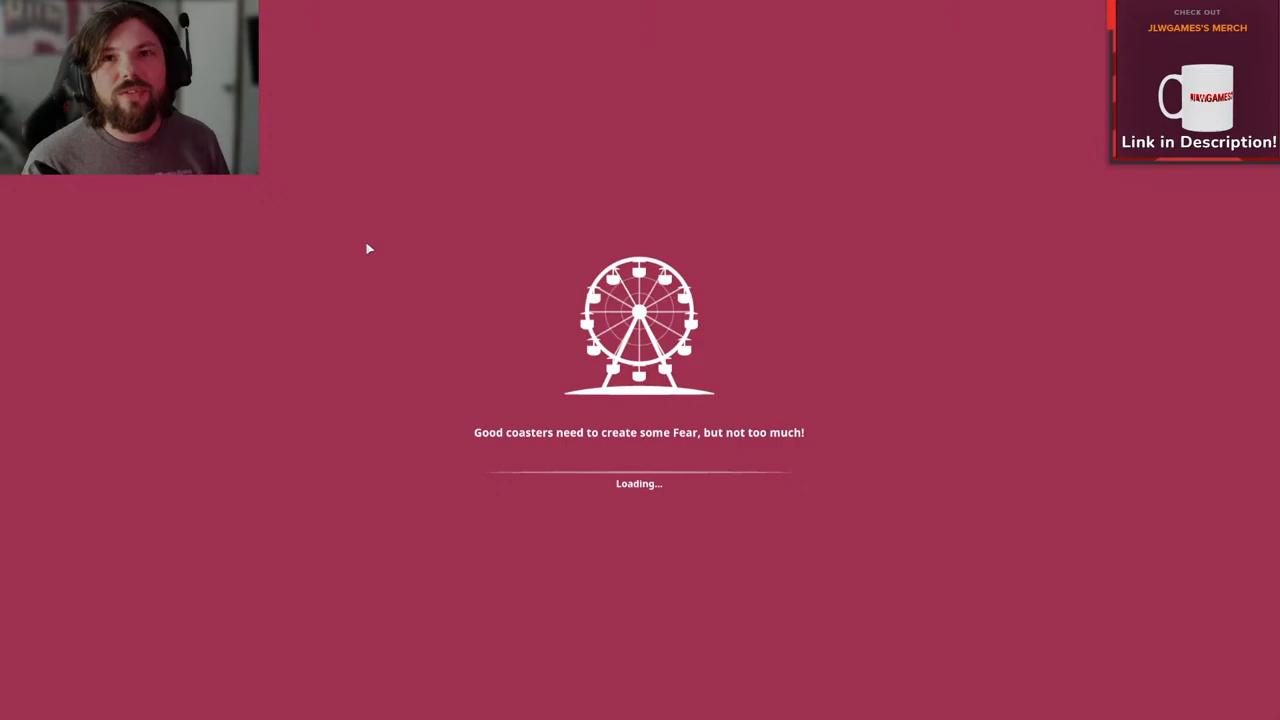 CHECK OUT
JLWGAMES'S MERCH
JLWGAMES
Link in Description!
Good coasters need to create some Fear, but not too much!
Loading...